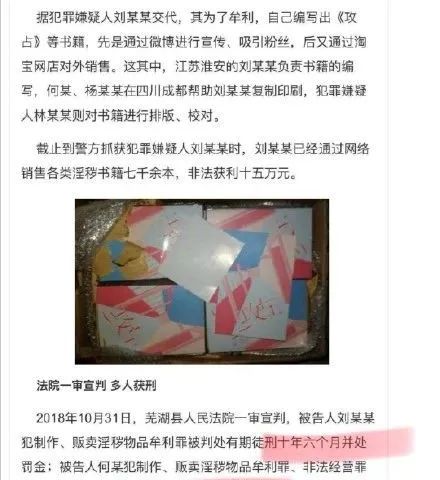 据犯罪嫌疑人刘某某交代，其为了牟利，自己编写出《攻
占》等书籍，先是通过微博进行宣传、吸引粉丝，后又通过淘
宝网店对外销售。这其中，江苏淮安的刘某某负责书籍的编
写，何某、杨某某在四川成都帮助刘某某复制印刷，犯罪嫌疑
人林某某则对书籍进行排版、校对。
截止到警方抓获犯罪嫌疑人刘某某时，刘某某已经通过网络
销售各类淫秽书籍七千余本，非法获利十五万元。
法院一审宣判 多人获刑
2018年10月31日，芜湖县人民法院一审宣判，被告人刘某某
犯制作、贩卖淫秽物品牟利罪被判处有期徒刑十年六个月并处
罚金；被告人何某犯制作、贩卖淫秽物品牟利罪、非法经营罪